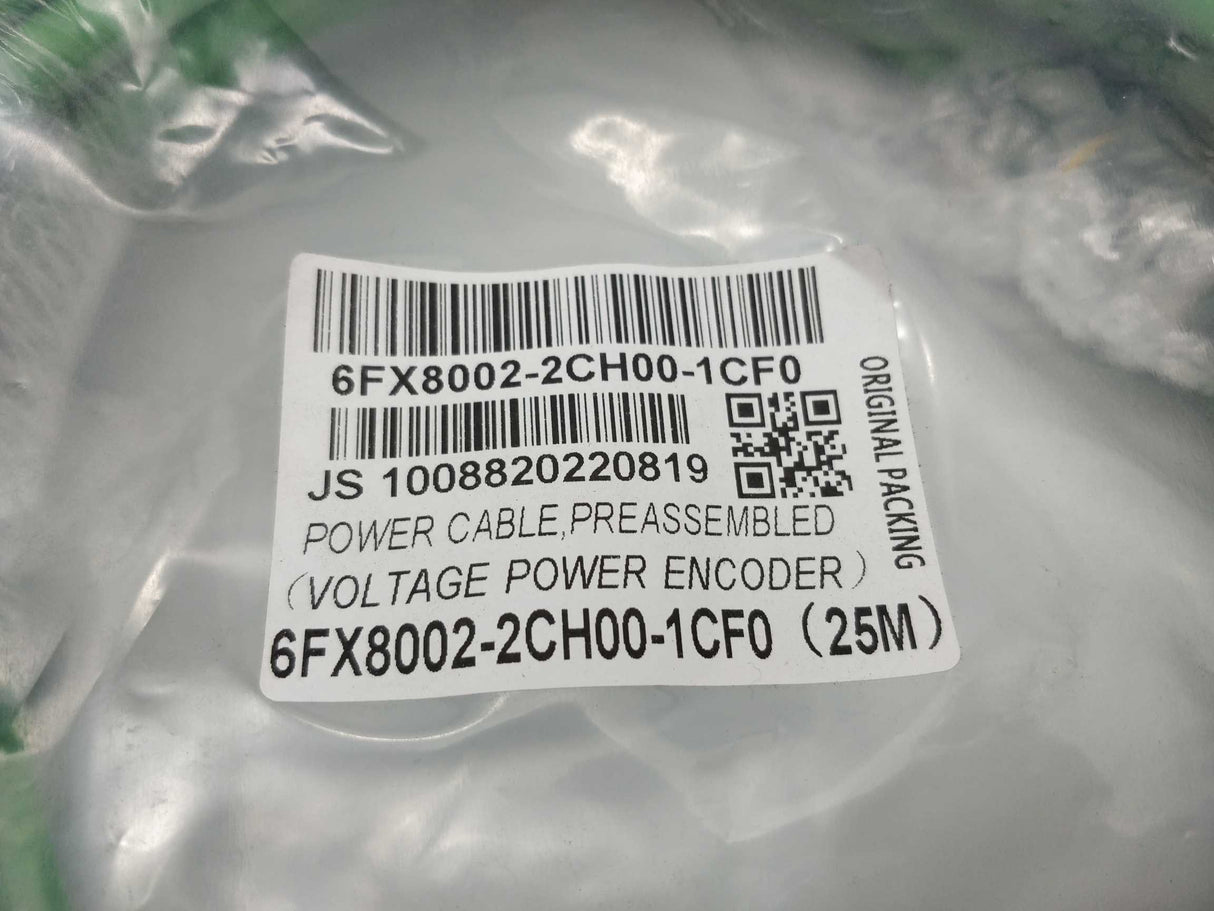 6FX8002-2CH00-1CF0
JS 1008820220819
POWER CABLE,PREASSEMBLED
（VOLTAGE POWER ENCODER）
6FX8002-2CH00-1CF0（25M）
ORIGINAL PACKING